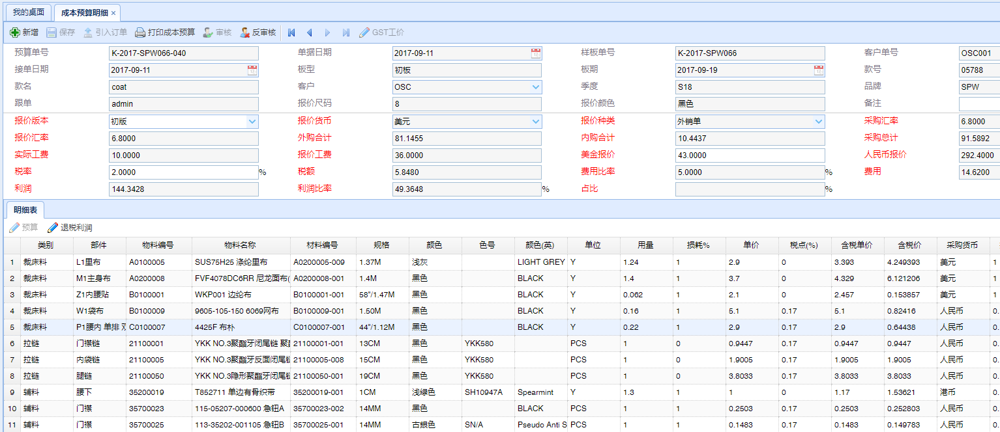 我的桌面 成本预算明细 ×
新增 保存 引入订单 打印成本预算 审核 反审核 GST工价
预算单号 K-2017-SPW066-040 单据日期 2017-09-11 样板单号 K-2017-SPW066 客户单号 OSC001
接单日期 2017-09-11 板型 初板 板期 2017-09-19 款号 05788
款名 coat 客户 OSC 季度 S18 品牌 SPW
跟单 admin 报价尺码 8 报价颜色 黑色 备注
报价版本 初版 报价货币 美元 报价种类 外销单 采购汇率 6.8000
报价汇率 6.8000 外购合计 81.1455 内购合计 10.4437 采购总计 91.5892
实际工费 10.0000 报价工费 36.0000 美金报价 43.0000 人民币报价 292.4000
税率 2.0000 % 税额 5.8480 费用比率 5.0000 % 费用 14.6200
利润 144.3428 利润比率 49.3648 % 占比 %
明细表
预算 退税利润
类别 部件 物料编号 物料名称 材料编号 规格 颜色 色号 颜色(英) 单位 用量 损耗% 单价 税点(%) 含税单价 含税价 采购货币
1 裁床料 L1里布 A0100005 SUS75H25 涤纶里布 A0200005-009 1.37M 浅灰 LIGHT GREY Y 1.24 1 2.9 0 3.393 4.249393 美元 1
2 裁床料 M1主身布 A0200008 FVF4078DC6RR 尼龙面布( A0200008-001 1.4M 黑色 BLACK Y 1.4 1 3.7 0 4.329 6.121206 美元 1
3 裁床料 Z1内腰贴 B0100001 WKP001 边纶布 B0100001-001 58"/1.47M 黑色 BLACK Y 0.062 1 2.1 0 2.457 0.153857 美元 1
4 裁床料 W1袋布 B0100009 9605-105-150 6069网布 B0100009-001 1.50M 黑色 BLACK Y 0.16 1 5.1 0.17 5.1 0.82416 人民币 0.
5 裁床料 P1腰内 单排 双 C0100007 4425F 布朴 C0100007-001 44"/1.12M 黑色 BLACK Y 0.22 1 2.9 0.17 2.9 0.64438 人民币 0.
6 拉链 门襟链 21100001 YKK NO.3聚酯牙闭尾链 聚酯 21100001-001 13CM 黑色 YKK580 PCS 1 0 0.9447 0.17 0.9447 0.9447 人民币 0.
7 拉链 内袋链 21100005 YKK NO.3聚酯牙反面闭尾链 21100005-008 15CM 黑色 YKK580 PCS 1 0 1.9005 0.17 1.9005 1.9005 人民币 0.
8 拉链 腿链 21100050 YKK NO.3隐形聚酯牙闭尾链 21100050-001 19CM 黑色 YKK580 PCS 1 0 3.8033 0.17 3.8033 3.8033 人民币 0.
9 辅料 腰下 35200019 T852711 单边有骨织带 35200019-001 1CM 浅绿色 SH10947A Spearmint Y 1.3 1 1 0 1.17 1.53621 港币 0.
10 辅料 门襟 35700023 115-05207-000600 急钮A 35700023-002 14MM 黑色 BLACK PCS 1 1 0.2503 0.17 0.2503 0.252803 人民币 0.
11 辅料 门襟 35700025 113-35202-001105 急钮B 35700025-001 14MM 古銀色 SN/A Pseudo Anti S PCS 1 1 0.1483 0.17 0.1483 0.149783 人民币 0.